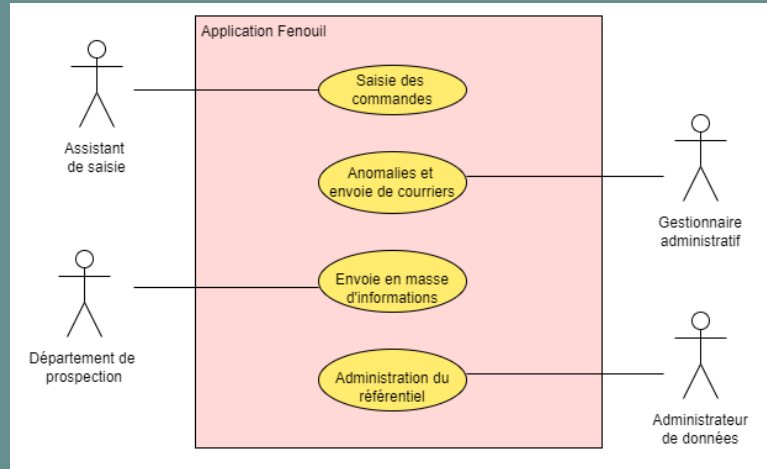 Application Fenouil
Saisie des
commandes
Assistant
de saisie
Anomalies et
envoie de courriers
Gestionnaire
administratif
Envoie en masse
d'informations
Département de
prospection
Administration du
référentiel
Administrateur
de données